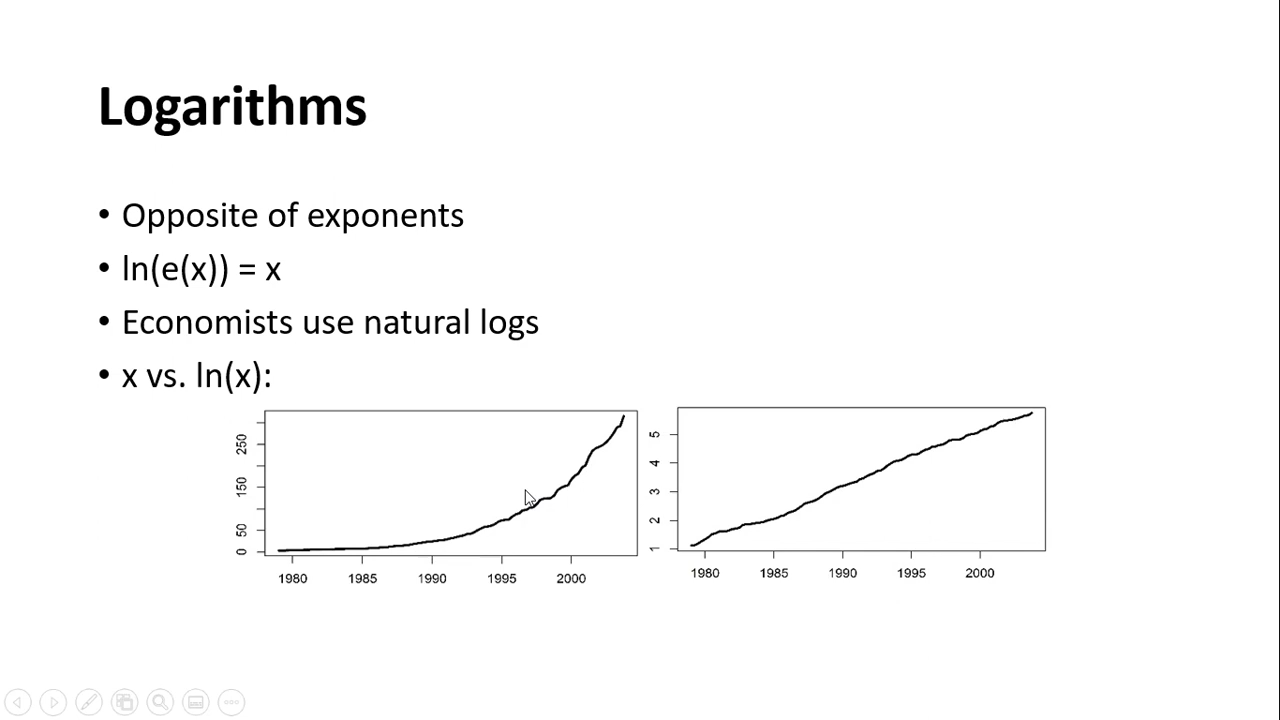 Logarithms
• Opposite of exponents
• ln(e(x)) = x
• Economists use natural logs
• x vs. ln(x):
250
150
50
0
1980 1985 1990 1995 2000
5
4
3
2
1
1980 1985 1990 1995 2000